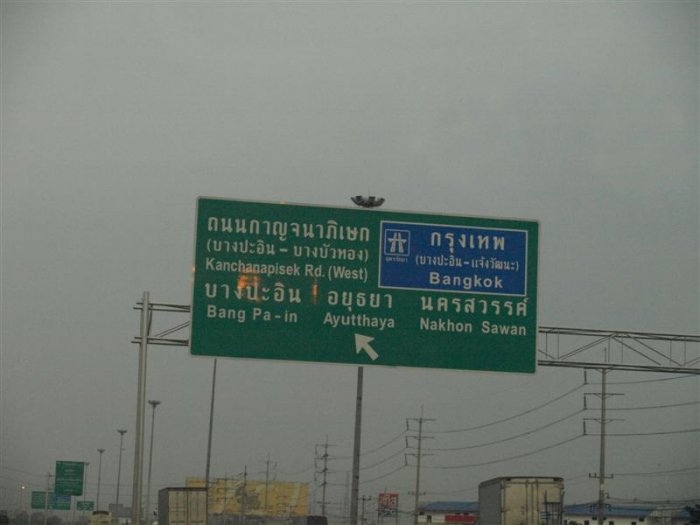 ถนนกาญจนาภิเษก
(บางปะอิน - บางบัวทอง)
Kanchanapisek Rd. (West)
กรุงเทพ
(บางปะอิน-แจ้งวัฒนะ)
Bangkok
บางปะอิน อยุธยา นครสวรรค์
Bang Pa-in Ayutthaya Nakhon Sawan